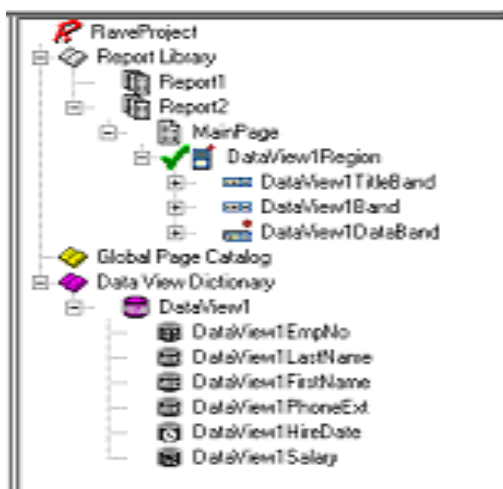 RaveProject
Report Library
Report1
Report2
MainPage
DataView1Region
DataView1TitleBand
DataView1Band
DataView1DataBand
Global Page Catalog
Data View Dictionary
DataView1
DataView1EmpNo
DataView1LastName
DataView1FirstName
DataView1PhoneExt
DataView1HireDate
DataView1Salary